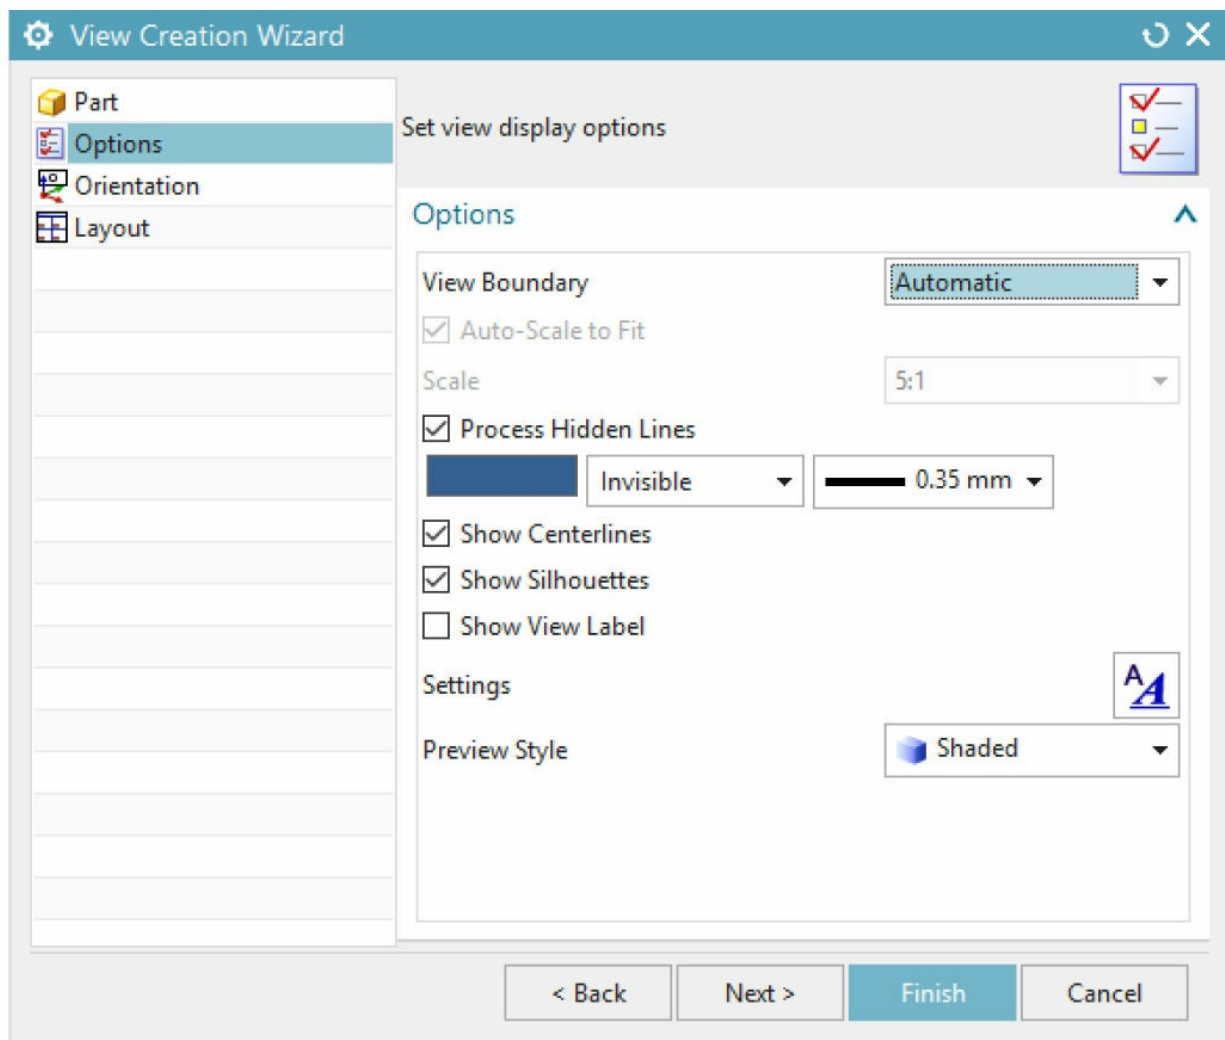 View Creation Wizard
Part
Options
Orientation
Layout
Set view display options
Options
View Boundary Automatic
Auto-Scale to Fit
Scale 5:1
Process Hidden Lines
Invisible 0.35 mm
Show Centerlines
Show Silhouettes
Show View Label
Settings AA
Preview Style Shaded
< Back Next > Finish Cancel